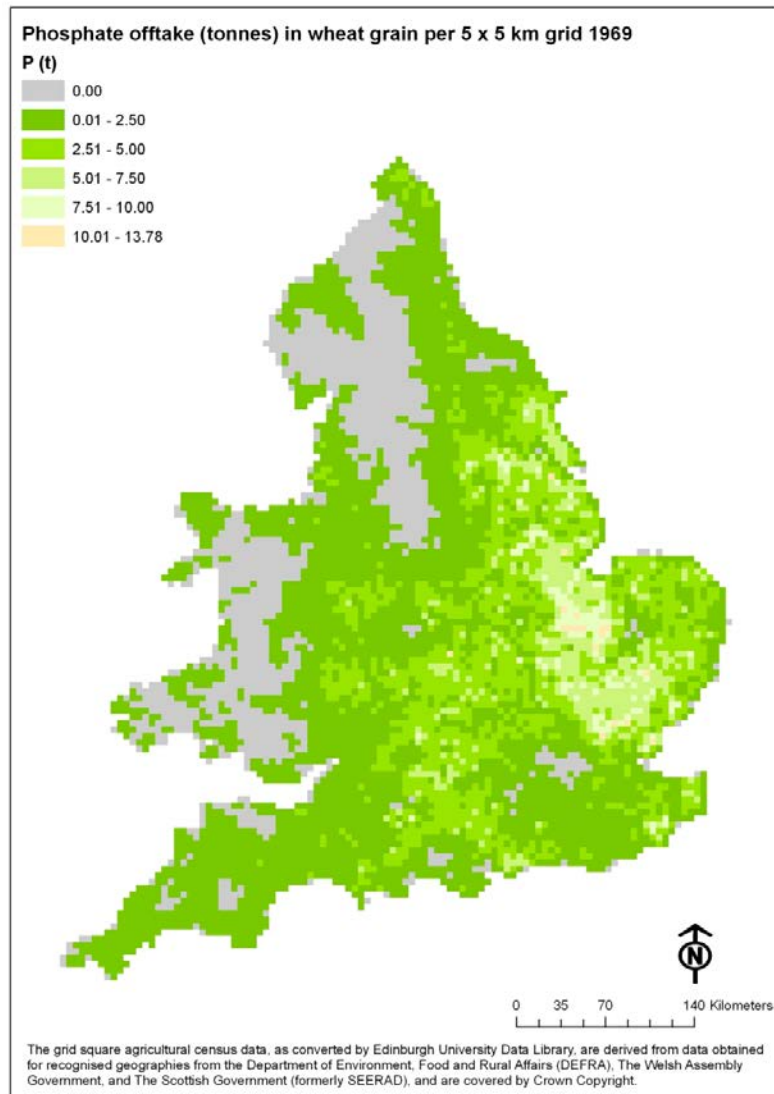 Phosphate offtake (tonnes) in wheat grain per 5 x 5 km grid 1969
P (t)
0.00
0.01 - 2.50
2.51 - 5.00
5.01 - 7.50
7.51 - 10.00
10.01 - 13.78
N
0 35 70 140 Kilometers
The grid square agricultural census data, as converted by Edinburgh University Data Library, are derived from data obtained
for recognised geographies from the Department of Environment, Food and Rural Affairs (DEFRA), The Welsh Assembly
Government, and The Scottish Government (formerly SEERAD), and are covered by Crown Copyright.